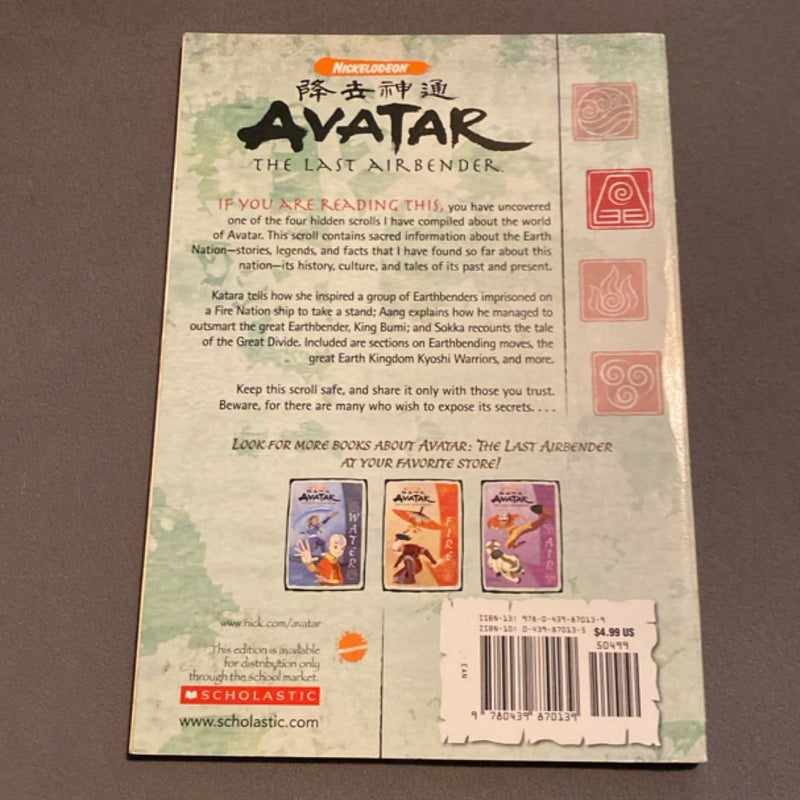 NICKELODEON
降去神通
AVATAR
THE LAST AIRBENDER.
IF YOU ARE READING THIS, you have uncovered
one of the four hidden scrolls I have compiled about the world
of Avatar. This scroll contains sacred information about the Earth
Nation—stories, legends, and facts that I have found so far about this
nation—its history, culture, and tales of its past and present.
Katara tells how she inspired a group of Earthbenders imprisoned on
a Fire Nation ship to take a stand; Aang explains how he managed to
outsmart the great Earthbender, King Bumi; and Sokka recounts the tale
of the Great Divide. Included are sections on Earthbending moves, the
great Earth Kingdom Kyoshi Warriors, and more.
Keep this scroll safe, and share it only with those you trust.
Beware, for there are many who wish to expose its secrets. . . .
LOOK FOR MORE BOOKS ABOUT AVATAR: THE LAST AIRBENDER
AT YOUR FAVORITE STORE!
AVATAR
WATER
AVATAR
FIRE
AVATAR
AIR
www.nick.com/avatar
This edition is available
for distribution only
through the school market.
SCHOLASTIC
www.scholastic.com
ISBN-13: 978-0-439-87013-9
ISBN-10: 0-439-87013-5
$4.99 US
50499
CAN
9 780439 870139